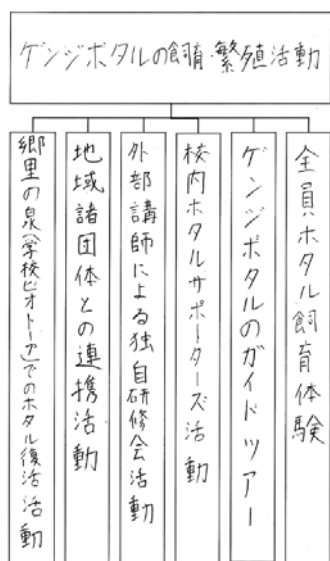 ゲンジボタルの飼育・繁殖活動
全員ホタル飼育体験
ゲンジボタルのガイドツアー
校内ホタルサポーターズ活動
外部講師による独自研修会活動
地域諸団体との連携活動
郷里の泉(学校ビオトープ)でのホタル復活活動